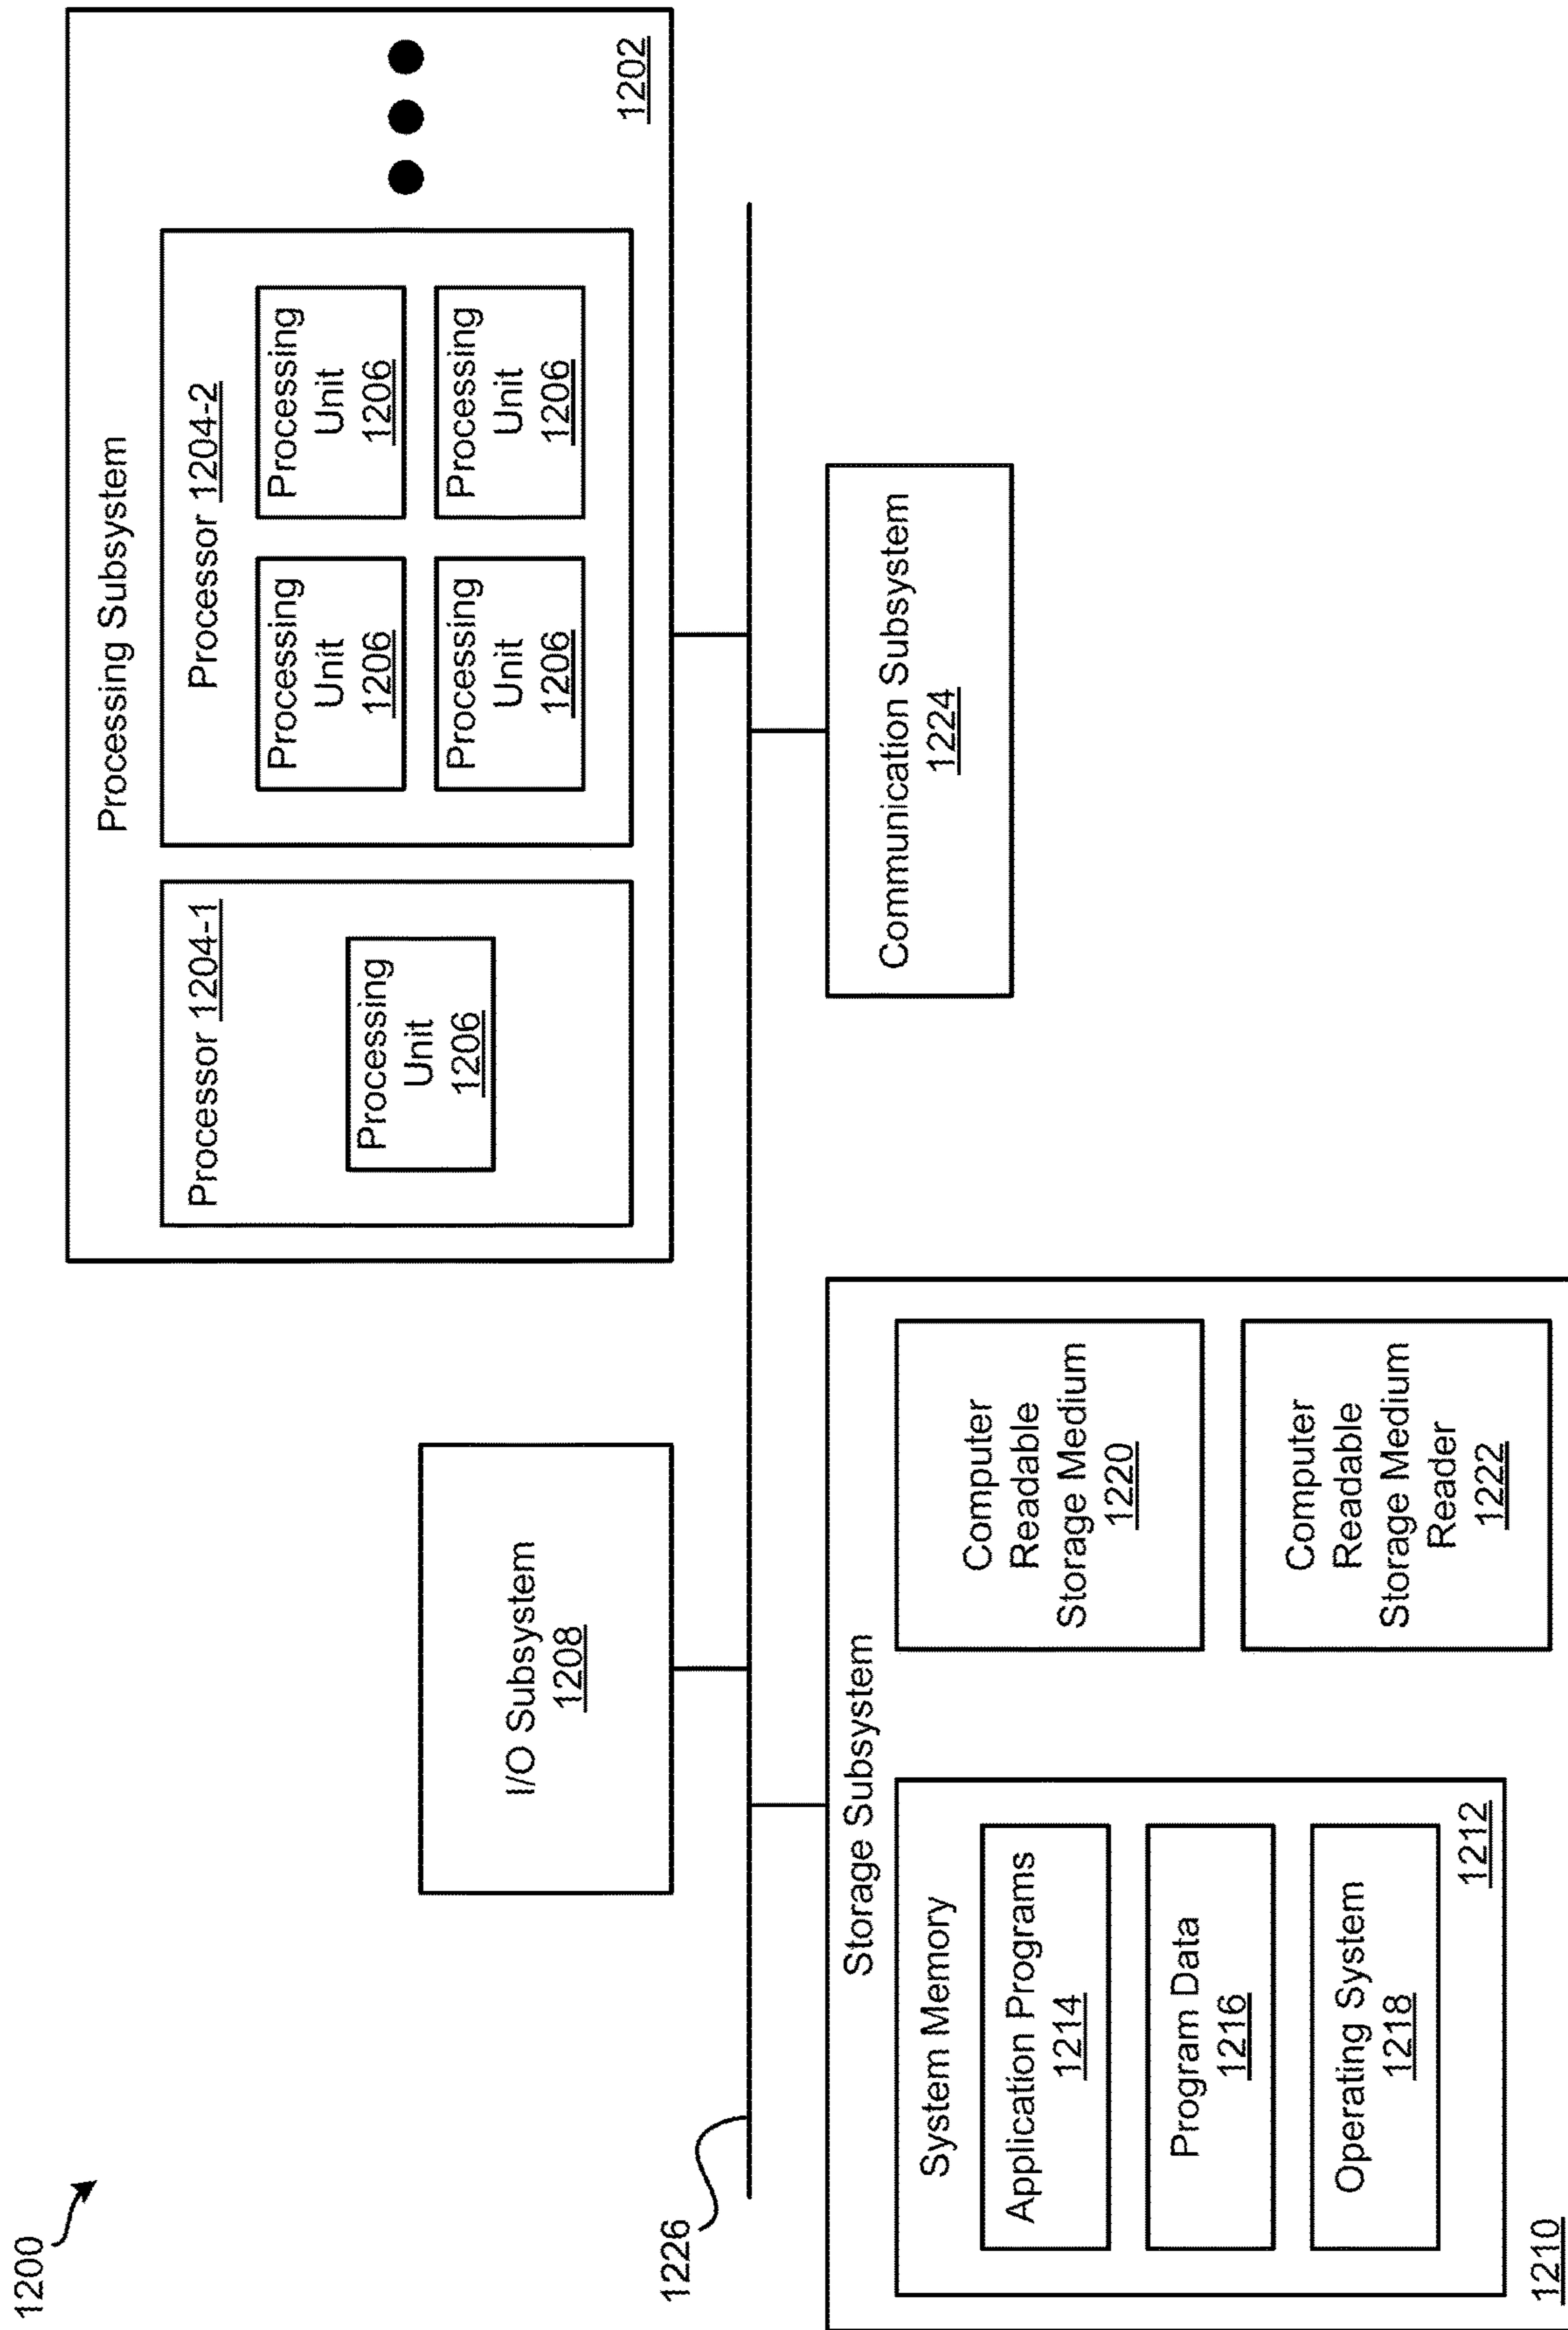 1200
Processing Subsystem
Processor 1204-1
Processing
Unit
1206
Processor 1204-2
Processing
Unit
1206
Processing
Unit
1206
Processing
Unit
1206
Processing
Unit
1206
1202
I/O Subsystem
1208
1226
Storage Subsystem
System Memory
Application Programs
1214
Program Data
1216
Operating System
1218
1212
Computer
Readable
Storage Medium
1220
Computer
Readable
Storage Medium
Reader
1222
1210
Communication Subsystem
1224